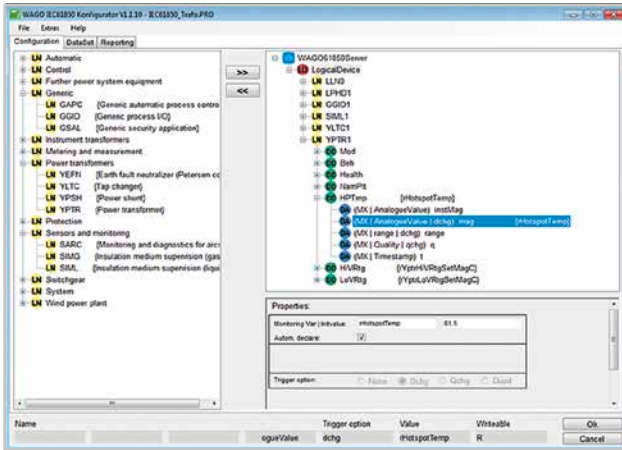 WAGO IEC61850 Konfigurator V1.1.10 - IEC61850_Trafo.PRO
File Extras Help
Configuration DataSet Reporting
LN Automatic
LN Control
LN Further power system equipment
LN Generic
LN GAPC [Generic automatic process contro
LN GGIO [Generic process I/O]
LN GSAL [Generic security application]
LN Instrument transformers
LN Metering and measurement
LN Power transformers
LN YEFN [Earth fault neutralizer (Petersen co
LN YLTC [Tap changer]
LN YPSH [Power shunt]
LN YPTR [Power transformer]
LN Protection
LN Sensors and monitoring
LN SARC [Monitoring and diagnostics for arcs
LN SIMG [Insulation medium supervision (gas
LN SIML [Insulation medium supervision (liqui
LN Switchgear
LN System
LN Wind power plant
>>
<<
WAGO61850Server
LD LogicalDevice
LN LLN0
LN LPHD1
LN GGIO1
LN SIML1
LN YLTC1
LN YPTR1
DO Mod
DO Beh
DO Health
DO NamPlt
DO HPTmp [rHotspotTemp]
DA (MX | AnalogueValue) instMag
DA (MX | AnalogueValue | dchg) mag [rHotspotTemp]
DA (MX | range | dchg) range
DA (MX | Quality | qchg) q
DA (MX | Timestamp) t
DO HiVRtg [rYptrHiVRtgSetMagC]
DO LoVRtg [rYptrLoVRtgSetMagC]
Properties:
Monitoring Var | Initvalue: rHotspotTemp 61.5
Autom. declare:
Trigger option: None Dchg Qchg Dupd
Name Trigger option Value Writeable
ogueValue dchg rHotspotTemp R
Ok
Cancel